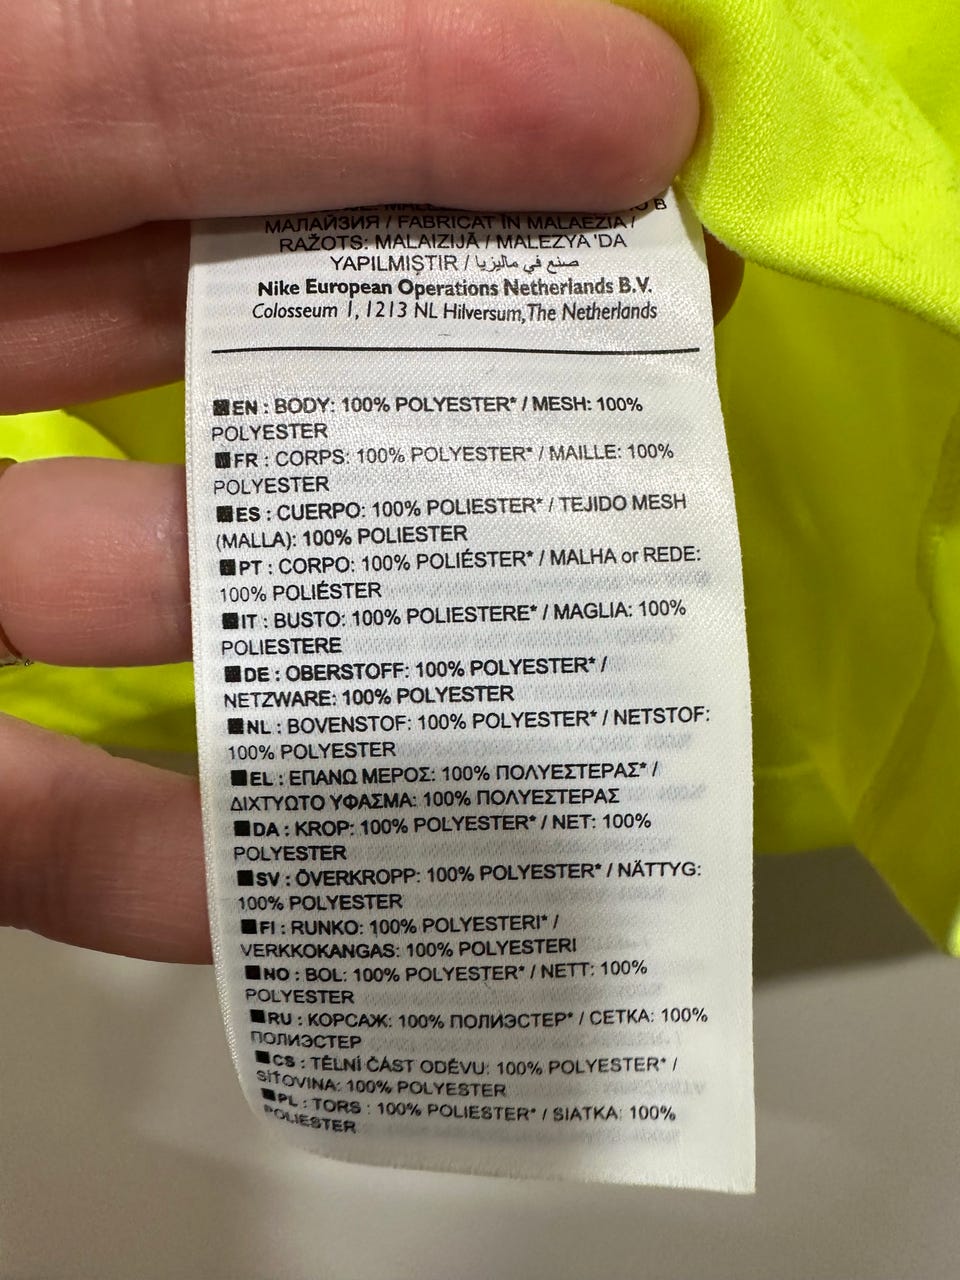 МАЛАЙЗИЯ / FABRICAT ÎN MALAEZIA /
RAŽOTS: MALAIZIJĀ / MALEZYA 'DA
YAPILMIŞTIR / صنع في ماليزيا
Nike European Operations Netherlands B.V.
Colosseum 1, 1213 NL Hilversum,The Netherlands
EN : BODY: 100% POLYESTER* / MESH: 100%
POLYESTER
FR : CORPS: 100% POLYESTER* / MAILLE: 100%
POLYESTER
ES : CUERPO: 100% POLIESTER* / TEJIDO MESH
(MALLA): 100% POLIESTER
PT : CORPO: 100% POLIÉSTER* / MALHA or REDE:
100% POLIÉSTER
IT : BUSTO: 100% POLIESTERE* / MAGLIA: 100%
POLIESTERE
DE : OBERSTOFF: 100% POLYESTER* /
NETZWARE: 100% POLYESTER
NL : BOVENSTOF: 100% POLYESTER* / NETSTOF:
100% POLYESTER
EL : ΕΠΑΝΩ ΜΕΡΟΣ: 100% ΠΟΛΥΕΣΤΕΡΑΣ* /
ΔΙΧΤΥΩΤΟ ΥΦΑΣΜΑ: 100% ΠΟΛΥΕΣΤΕΡΑΣ
DA : KROP: 100% POLYESTER* / NET: 100%
POLYESTER
SV : ÖVERKROPP: 100% POLYESTER* / NÄTTYG:
100% POLYESTER
FI : RUNKO: 100% POLYESTERI* /
VERKKOKANGAS: 100% POLYESTERI
NO : BOL: 100% POLYESTER* / NETT: 100%
POLYESTER
RU : КОРСАЖ: 100% ПОЛИЭСТЕР* / СЕТКА: 100%
ПОЛИЭСТЕР
CS : TĚLNÍ ČÁST ODĚVU: 100% POLYESTER* /
SÍŤOVINA: 100% POLYESTER
PL : TORS : 100% POLIESTER* / SIATKA: 100%
POLIESTER